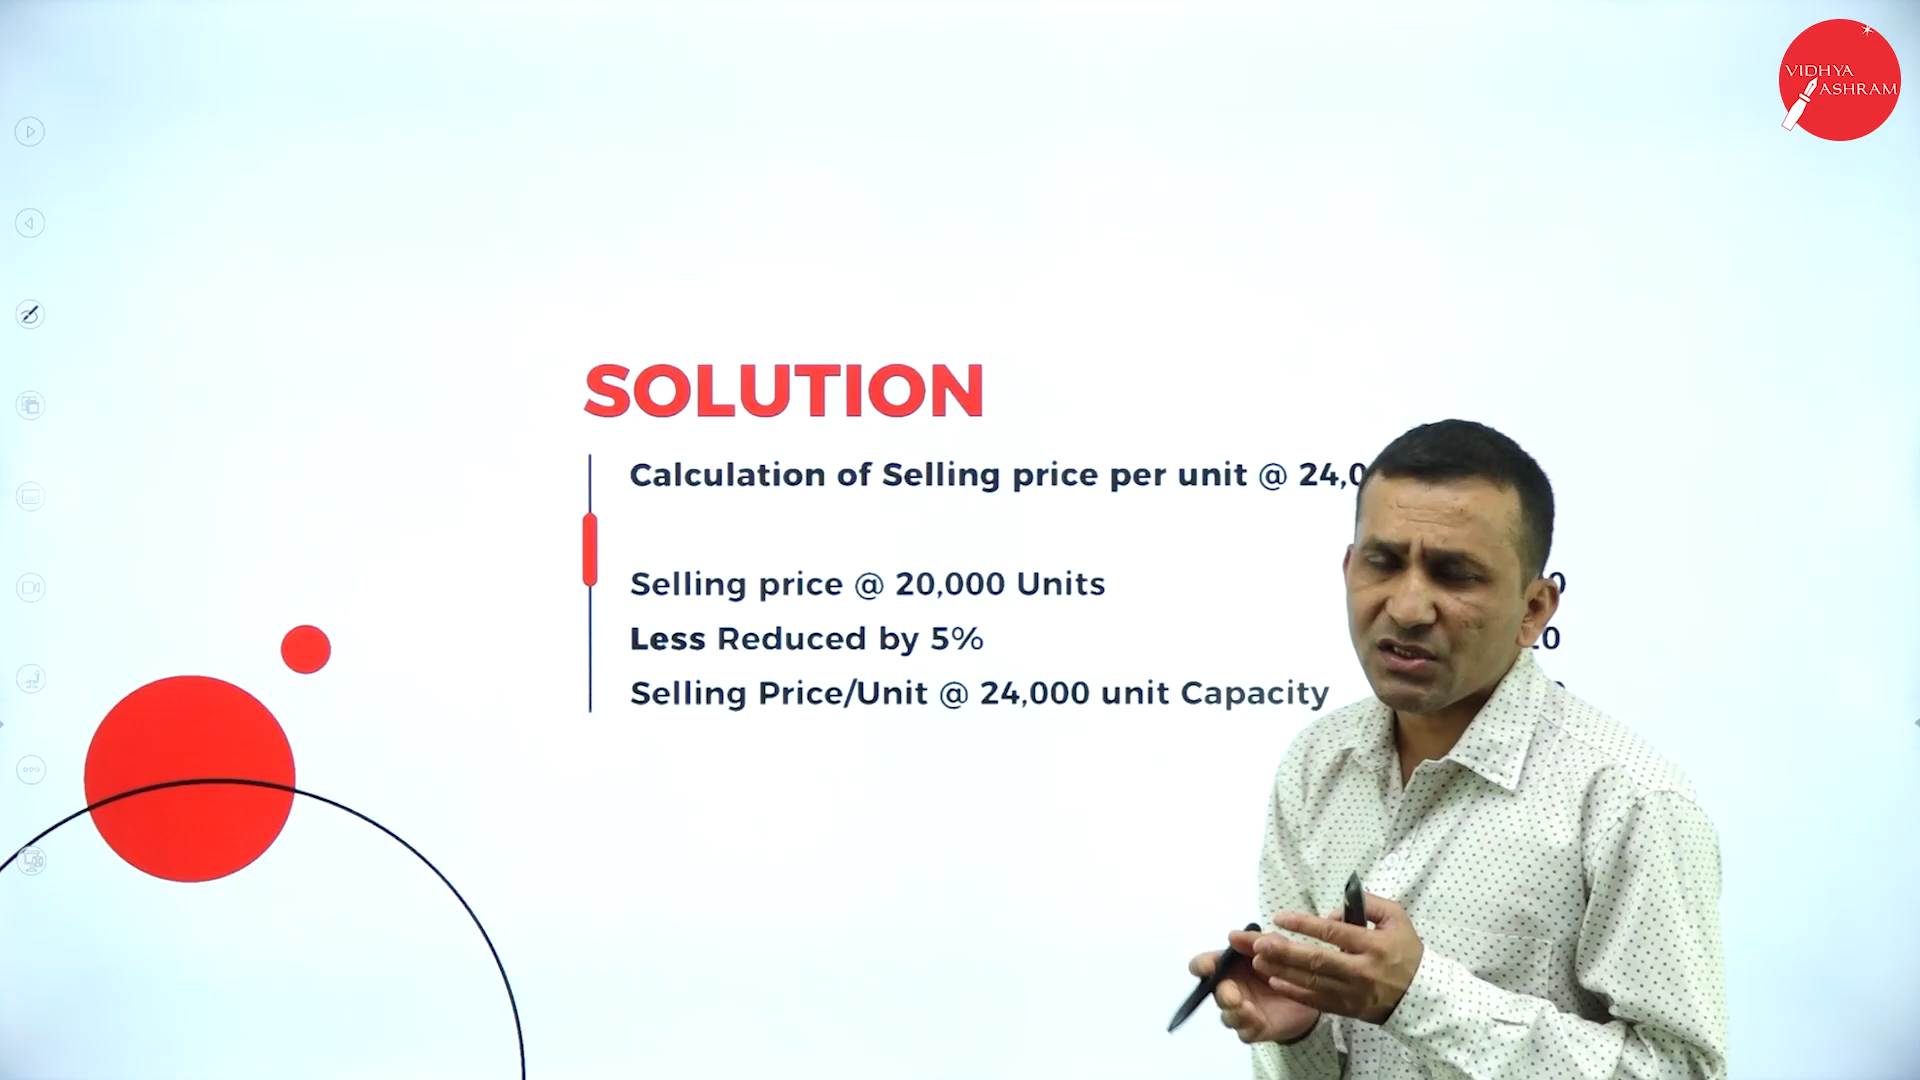 VIDHYA
ASHRAM
SOLUTION
Calculation of Selling price per unit @ 24,0
Selling price @ 20,000 Units
Less Reduced by 5%
Selling Price/Unit @ 24,000 unit Capacity